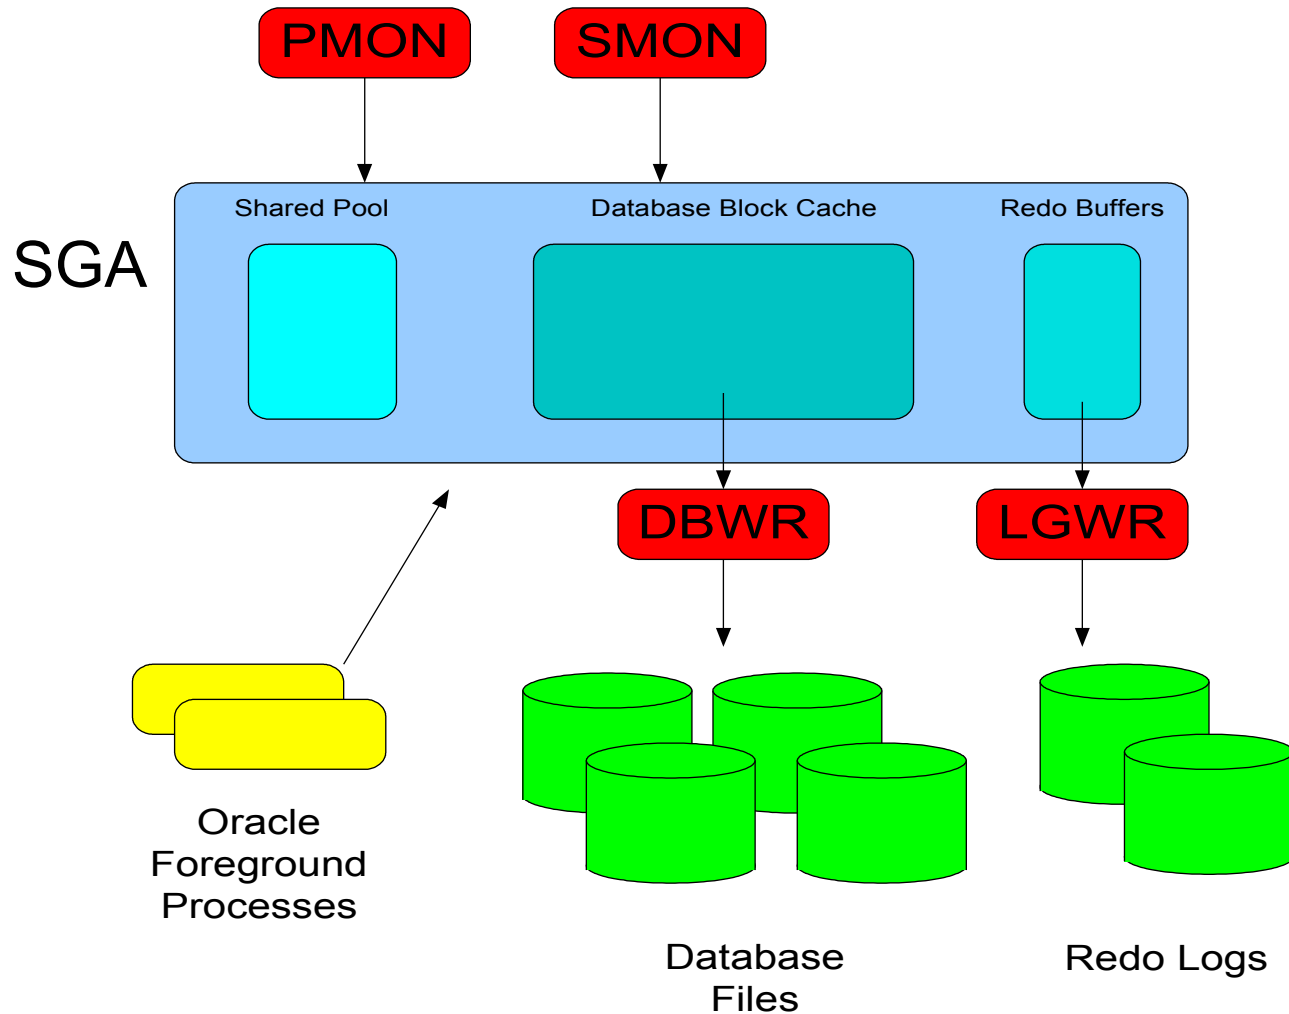 PMON
SMON
Shared Pool
Database Block Cache
Redo Buffers
SGA
DBWR
LGWR
Oracle
Foreground
Processes
Database
Files
Redo Logs